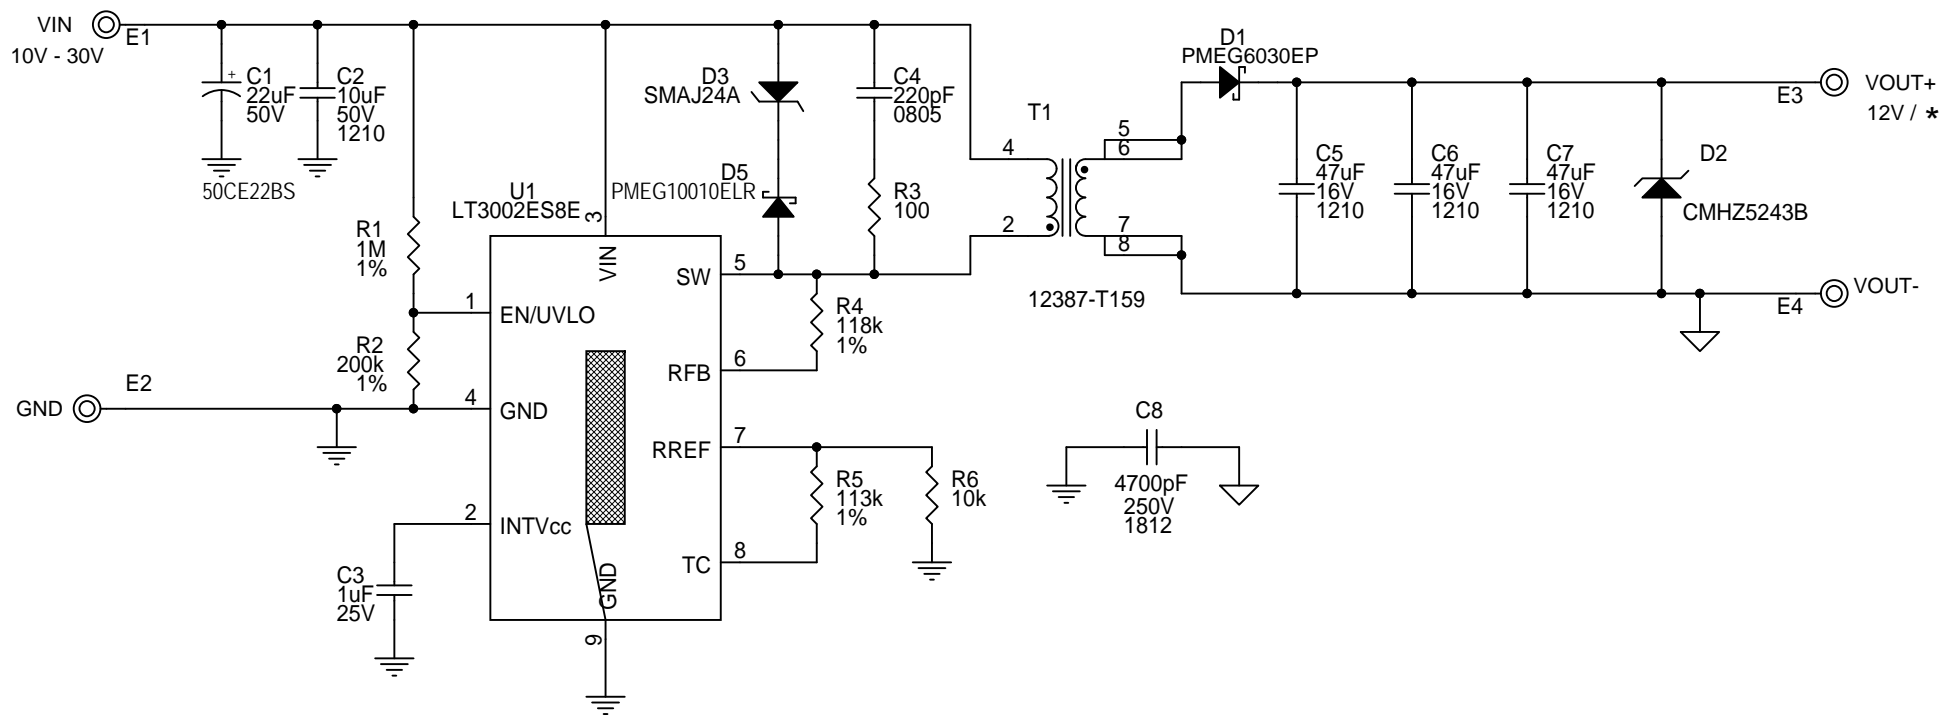 VIN
10V - 30V
E1
C1
+
22uF
50V
50CE22BS
C2
10uF
50V
1210
R1
1M
1%
R2
200k
1%
GND
E2
C3
1uF
25V
U1
LT3002ES8E
3
VIN
1
EN/UVLO
4
GND
2
INTVcc
GND
9
SW
5
RFB
6
RREF
7
TC
8
D3
SMAJ24A
D5
PMEG10010ELR
C4
220pF
0805
R3
100
R4
118k
1%
R5
113k
1%
R6
10k
T1
4
2
5
6
7
8
12387-T159
D1
PMEG6030EP
C5
47uF
16V
1210
C6
47uF
16V
1210
C7
47uF
16V
1210
D2
CMHZ5243B
E3
VOUT+
12V / *
E4
VOUT-
C8
4700pF
250V
1812